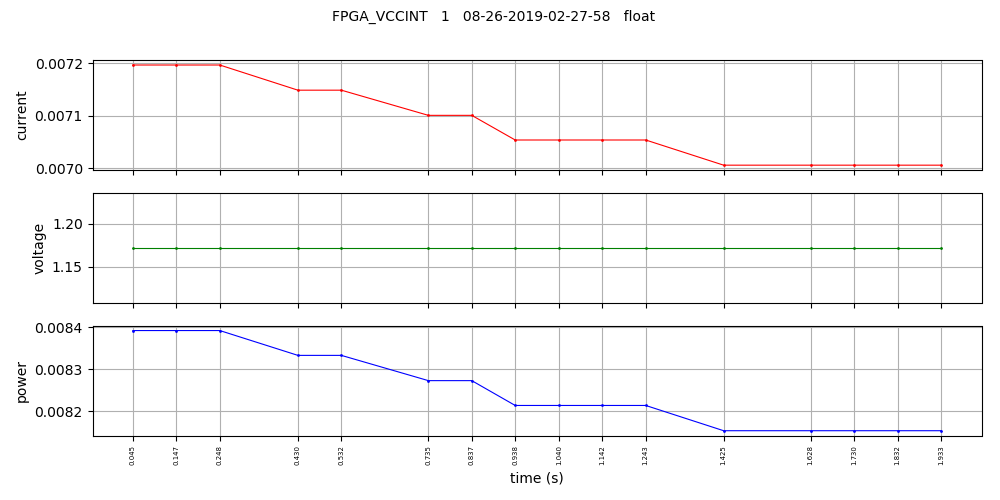 FPGA_VCCINT 1 08-26-2019-02-27-58 float
0.0072
0.0071
0.0070
current
1.20
1.15
voltage
0.0084
0.0083
0.0082
power
0.045 0.147 0.248 0.430 0.532 0.735 0.837 0.938 1.040 1.142 1.243 1.425 1.628 1.730 1.832 1.933
time (s)